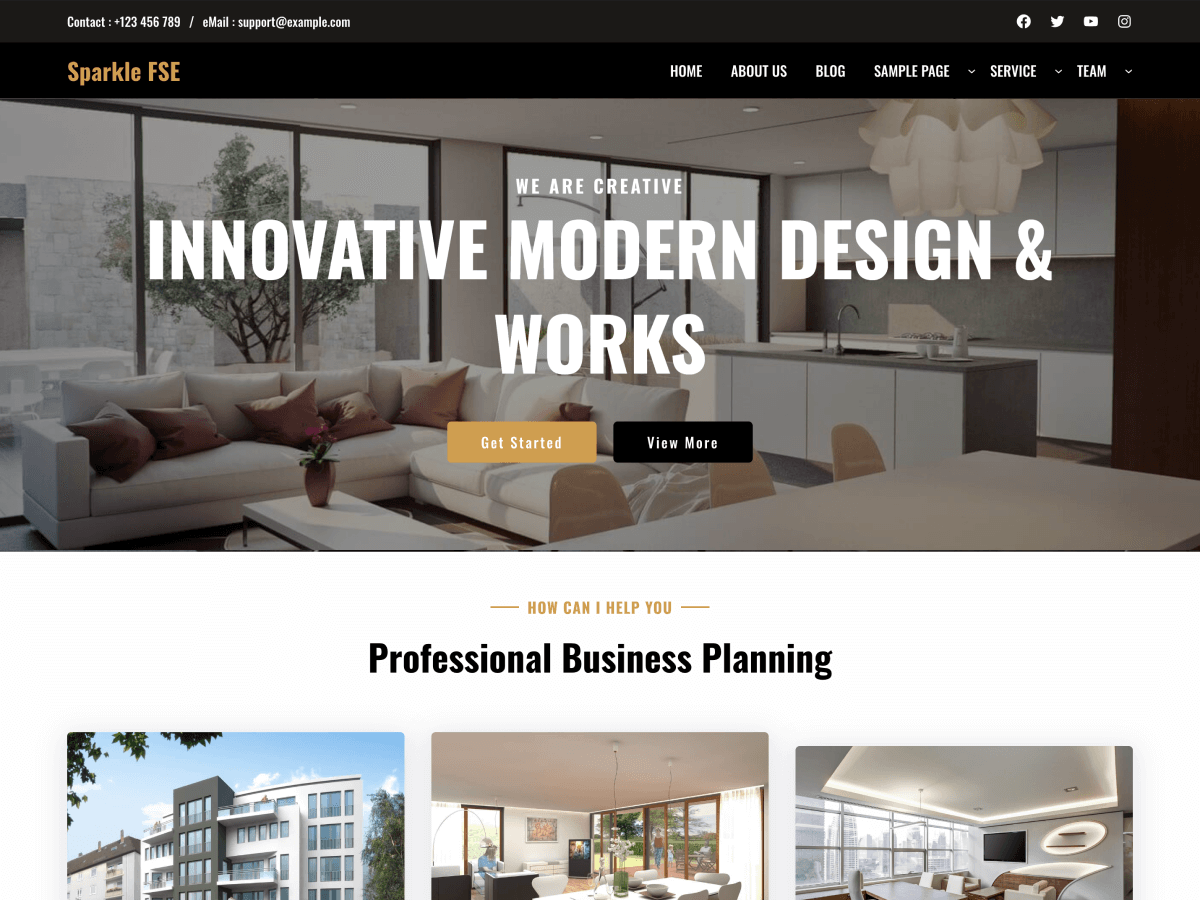 Contact : +123 456 789 / eMail : support@example.com
Sparkle FSE
HOME ABOUT US BLOG SAMPLE PAGE SERVICE TEAM
WE ARE CREATIVE
INNOVATIVE MODERN DESIGN &
WORKS
Get Started View More
HOW CAN I HELP YOU
Professional Business Planning